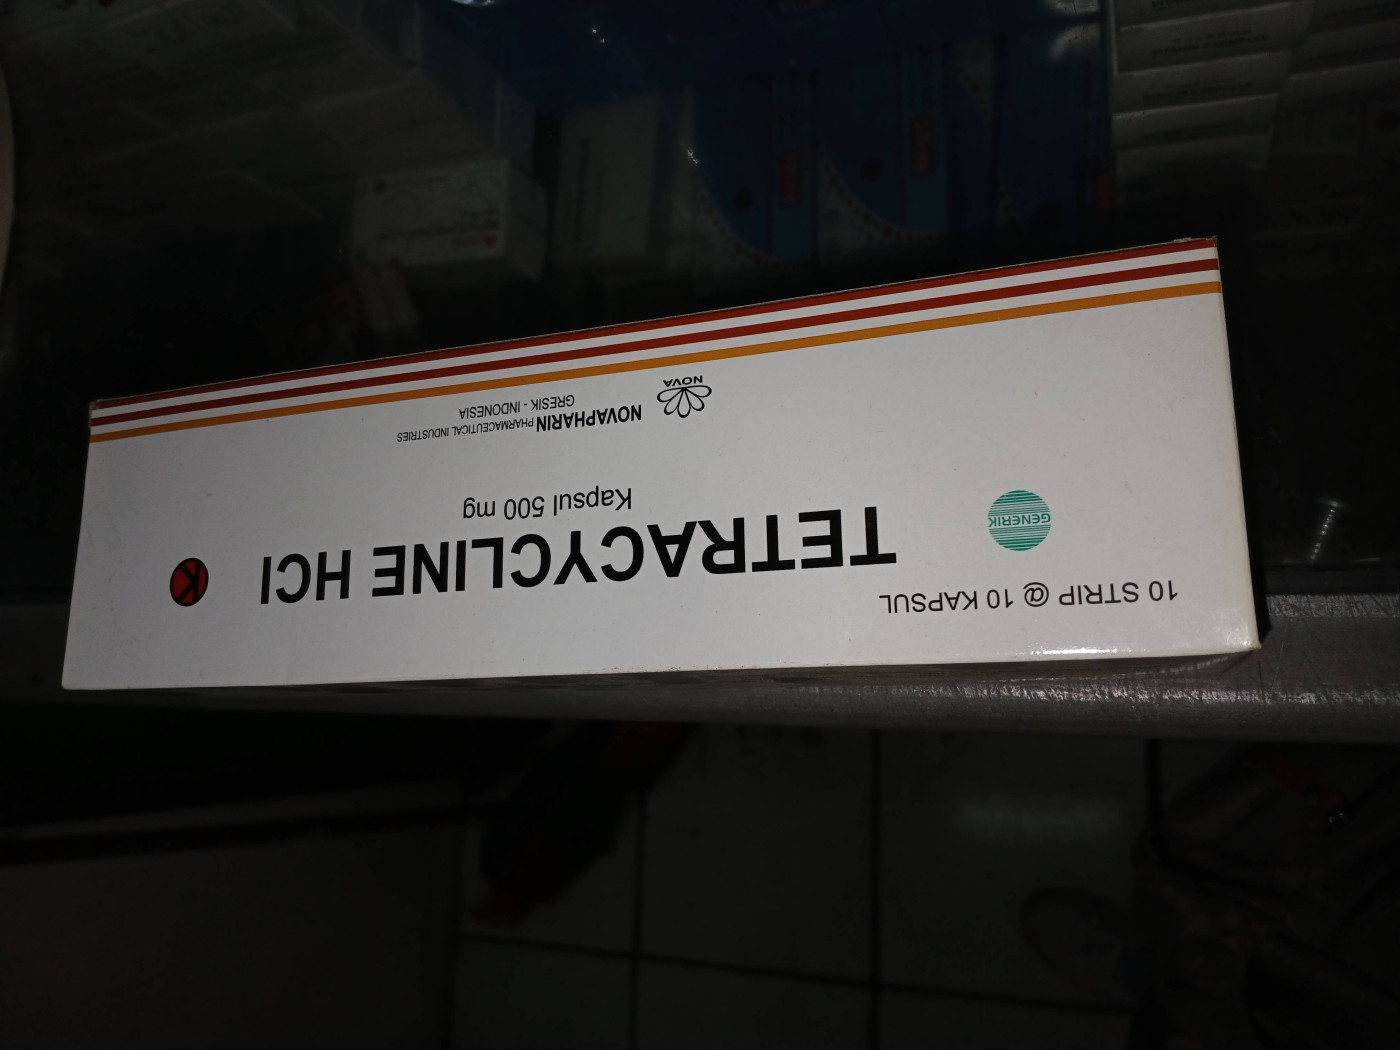 10 STRIP @ 10 KAPSUL
GENERIK
TETRACYCLINE HCl
Kapsul 500 mg
K
NOVA
NOVAPHARIN PHARMACEUTICAL INDUSTRIES
GRESIK - INDONESIA